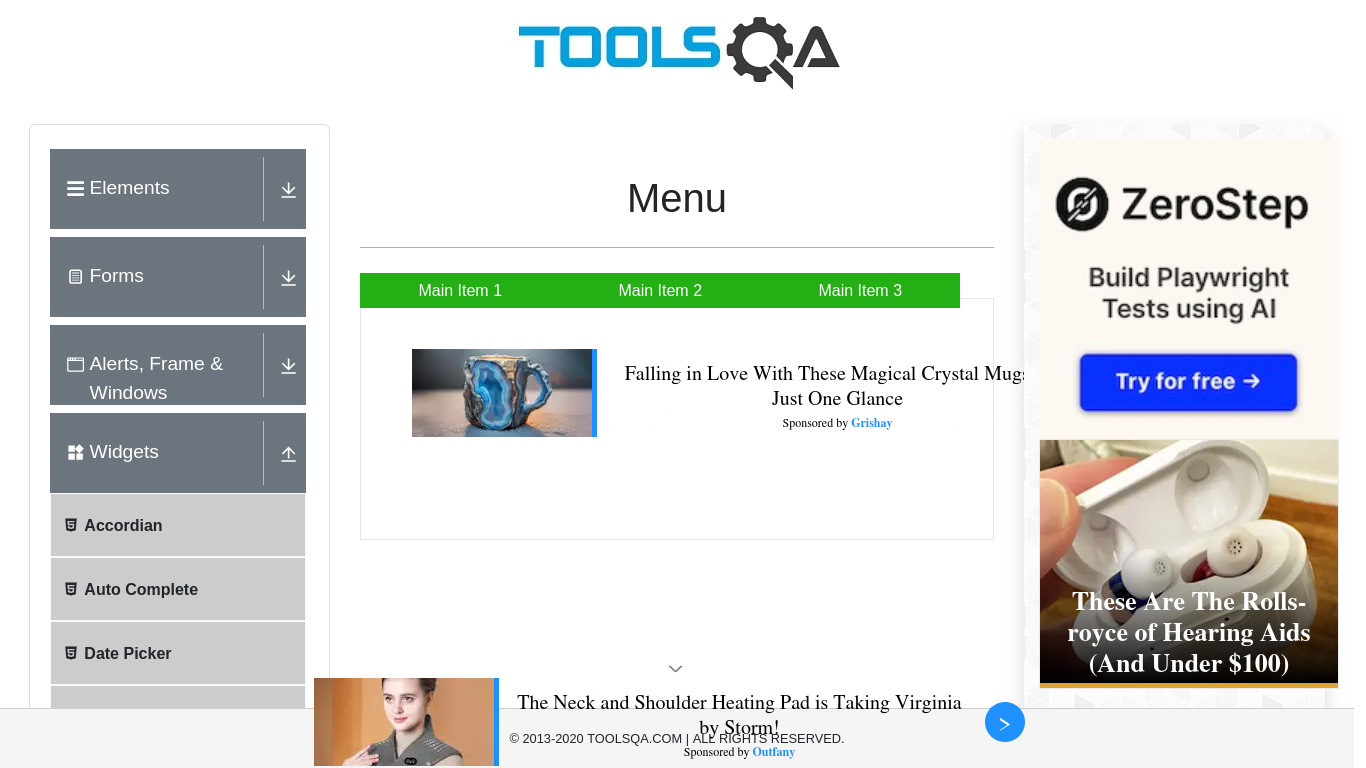 TOOLSQA
Elements
Forms
Alerts, Frame &
Windows
Widgets
Accordian
Auto Complete
Date Picker
Menu
Main Item 1
Main Item 2
Main Item 3
Falling in Love With These Magical Crystal Mugs
Just One Glance
Sponsored by Grishay
ZeroStep
Build Playwright
Tests using AI
Try for free →
These Are The Rolls-
royce of Hearing Aids
(And Under $100)
The Neck and Shoulder Heating Pad is Taking Virginia
by Storm!
Sponsored by Outfany
© 2013-2020 TOOLSQA.COM | ALL RIGHTS RESERVED.